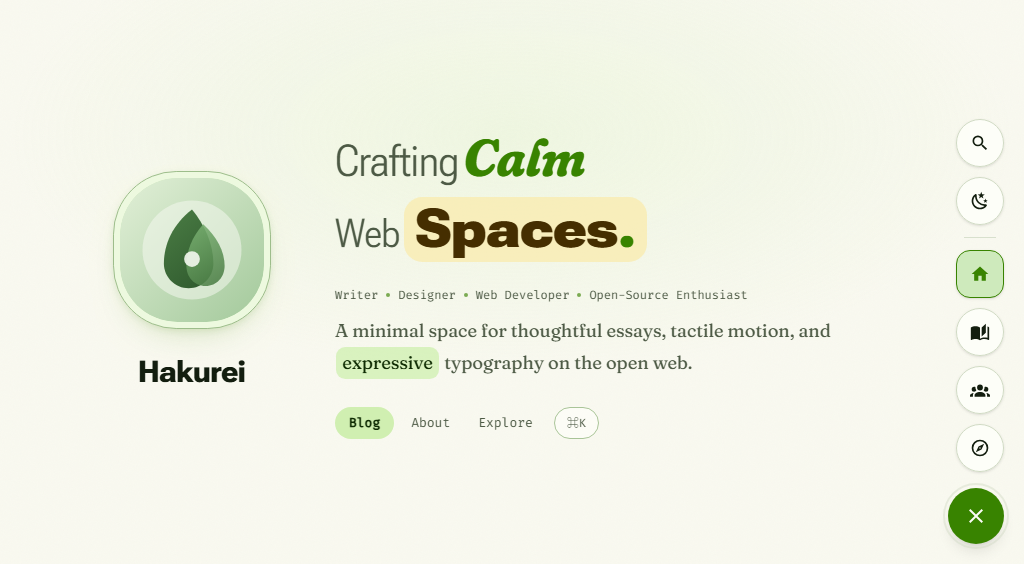 Crafting Calm
Web Spaces.
Hakurei
Writer • Designer • Web Developer • Open-Source Enthusiast
A minimal space for thoughtful essays, tactile motion, and
expressive typography on the open web.
Blog About Explore ⌘K